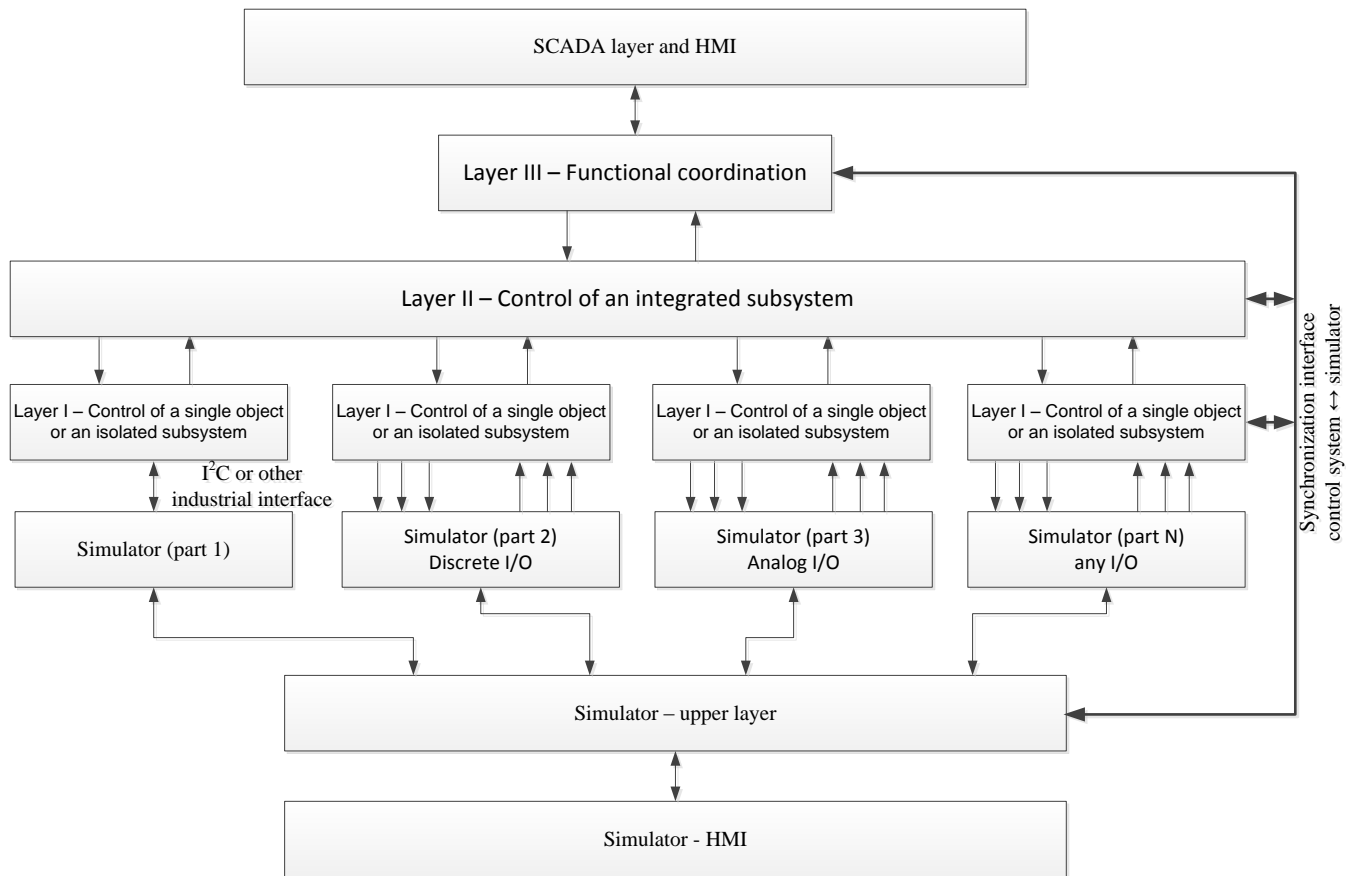 SCADA layer and HMI
Layer III – Functional coordination
Layer II – Control of an integrated subsystem
Layer I – Control of a single object
or an isolated subsystem
Layer I – Control of a single object
or an isolated subsystem
Layer I – Control of a single object
or an isolated subsystem
Layer I – Control of a single object
or an isolated subsystem
I²C or other
industrial interface
Simulator (part 1)
Simulator (part 2)
Discrete I/O
Simulator (part 3)
Analog I/O
Simulator (part N)
any I/O
Synchronization interface
control system ↔ simulator
Simulator – upper layer
Simulator - HMI